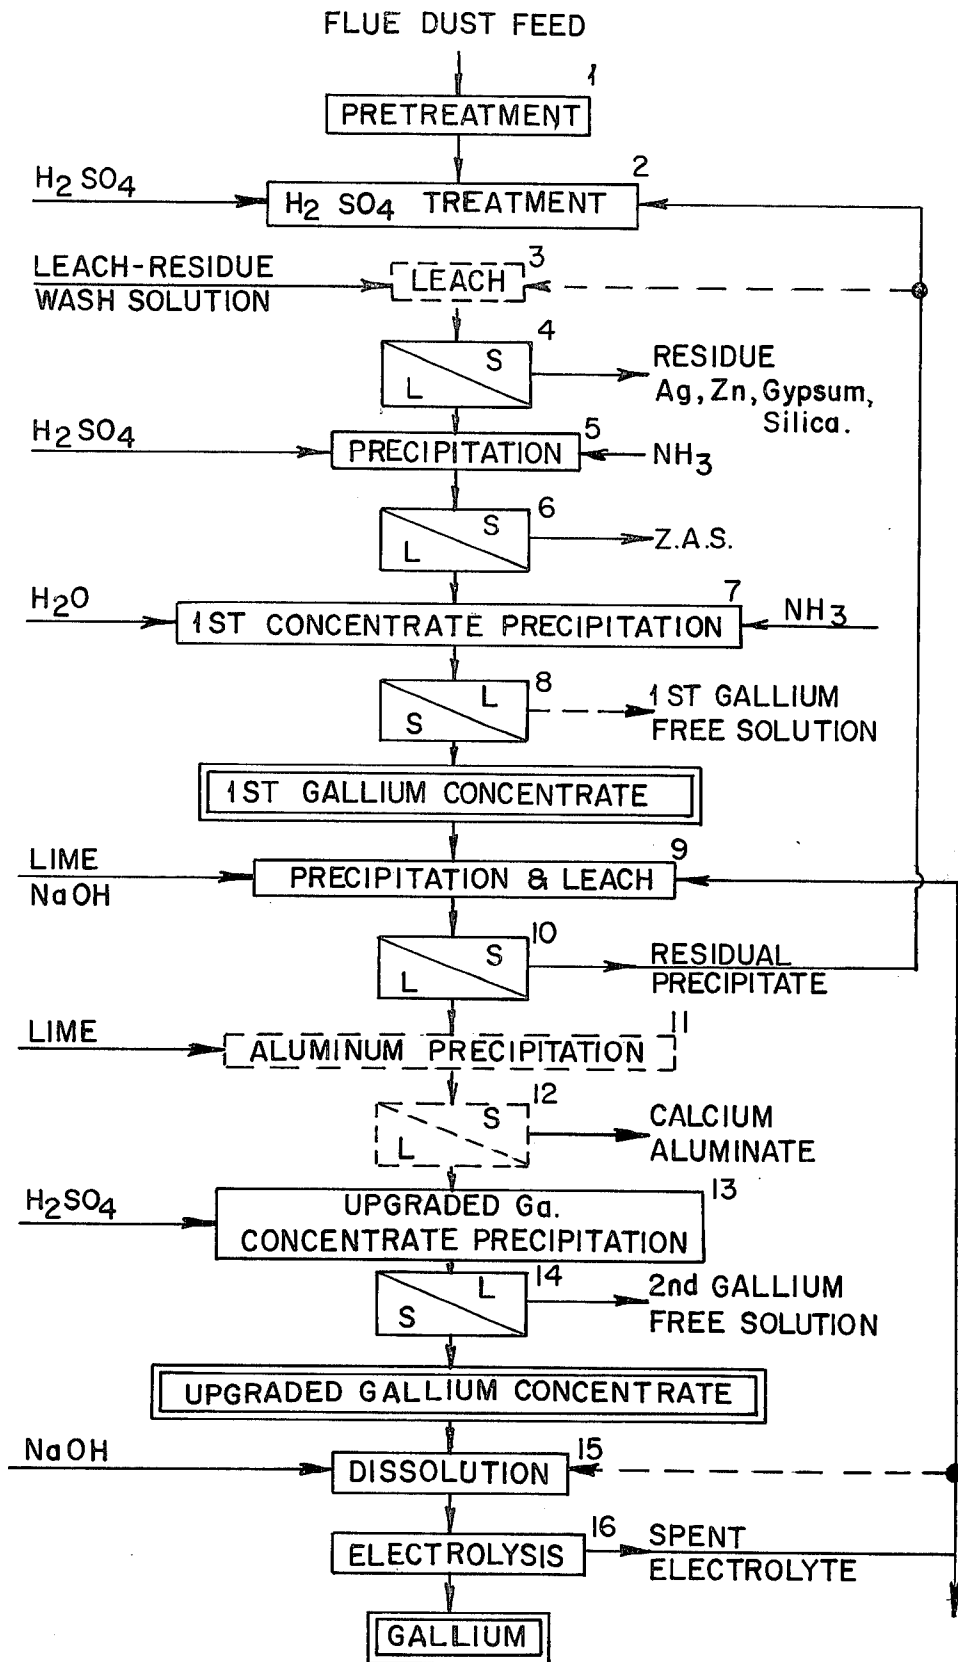 FLUE DUST FEED
1
PRETREATMENT
H2SO4
2
H2 SO4 TREATMENT
LEACH-RESIDUE
WASH SOLUTION
3
LEACH
4
S
L
RESIDUE
Ag, Zn, Gypsum,
Silica.
H2SO4
5
PRECIPITATION
NH3
6
S
L
Z.A.S.
H2O
7
1ST CONCENTRATE PRECIPITATION
NH3
8
L
S
1ST GALLIUM
FREE SOLUTION
1ST GALLIUM CONCENTRATE
LIME
NaOH
9
PRECIPITATION & LEACH
10
S
L
RESIDUAL
PRECIPITATE
LIME
11
ALUMINUM PRECIPITATION
12
S
L
CALCIUM
ALUMINATE
H2SO4
13
UPGRADED Ga.
CONCENTRATE PRECIPITATION
14
L
S
2nd GALLIUM
FREE SOLUTION
UPGRADED GALLIUM CONCENTRATE
NaOH
15
DISSOLUTION
16
ELECTROLYSIS
SPENT
ELECTROLYTE
GALLIUM